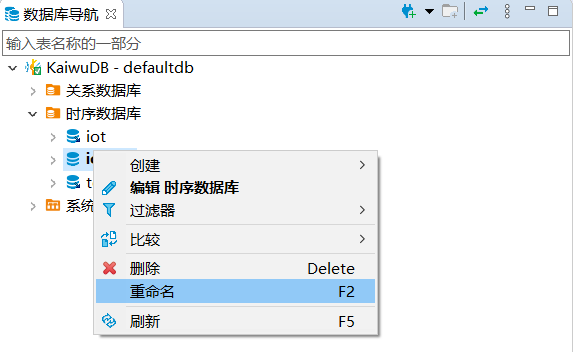 数据库导航
输入表名称的一部分
KaiwuDB - defaultdb
关系数据库
时序数据库
iot
创建
编辑 时序数据库
过滤器
系统
比较
删除 Delete
重命名 F2
刷新 F5